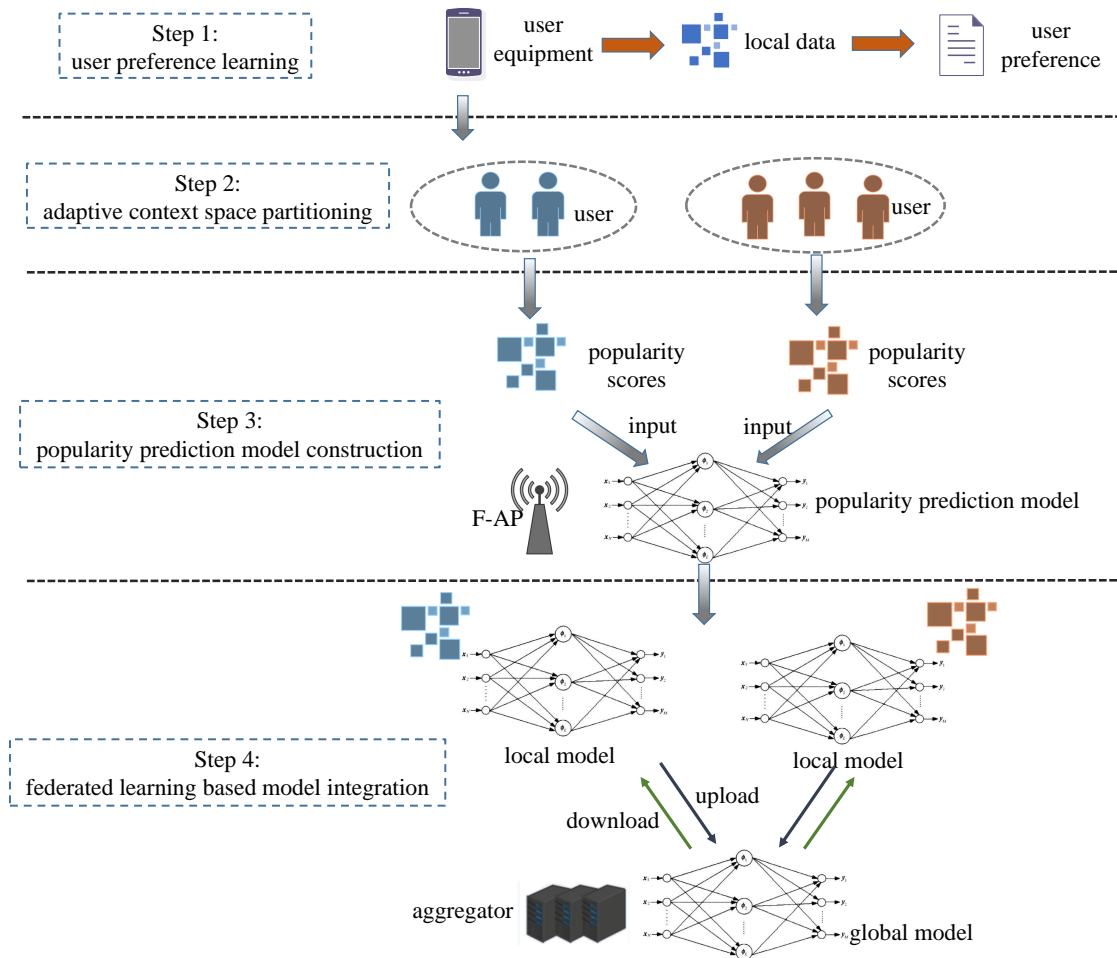 Step 1:
user preference learning
user
equipment
local data
user
preference
Step 2:
adaptive context space partitioning
user
user
popularity
scores
popularity
scores
Step 3:
popularity prediction model construction
input
input
F-AP
popularity prediction model
local model
local model
Step 4:
federated learning based model integration
upload
download
aggregator
global model